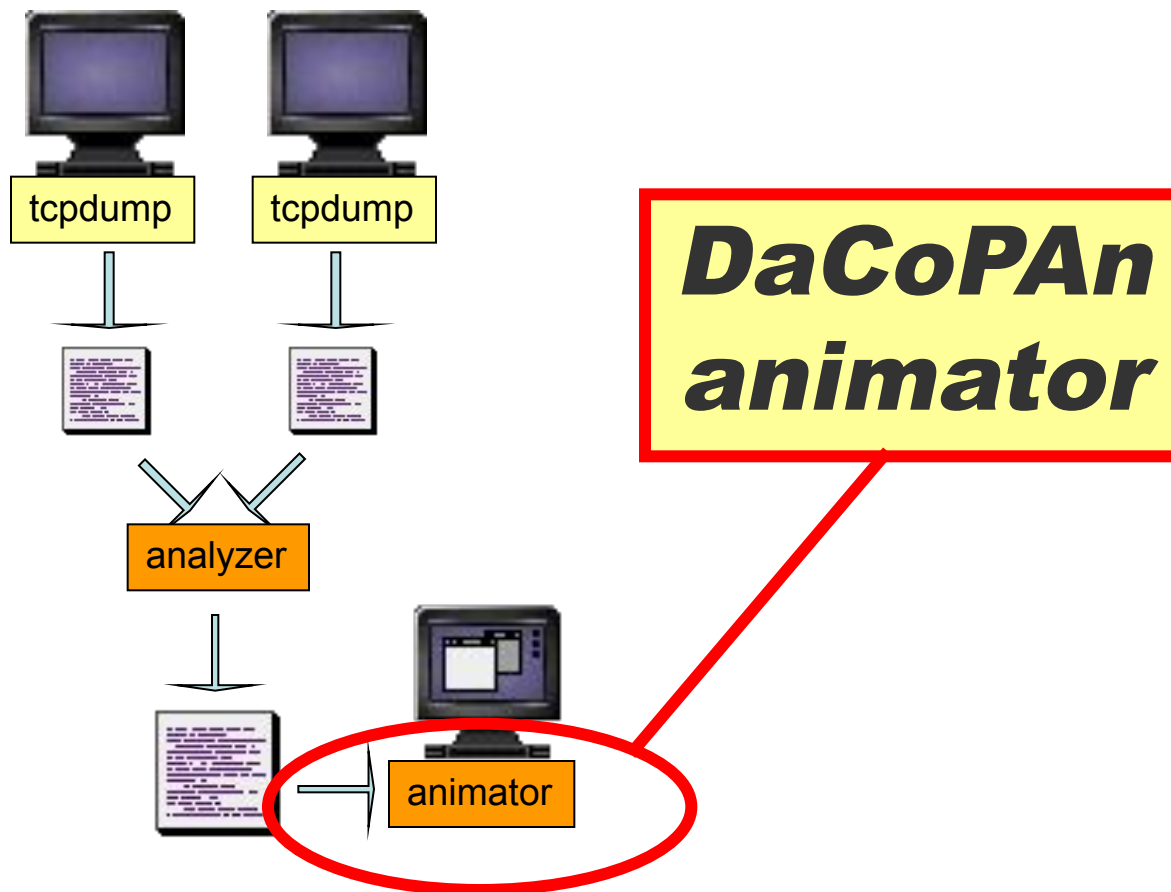 tcpdump
tcpdump
DaCoPAn
animator
analyzer
animator